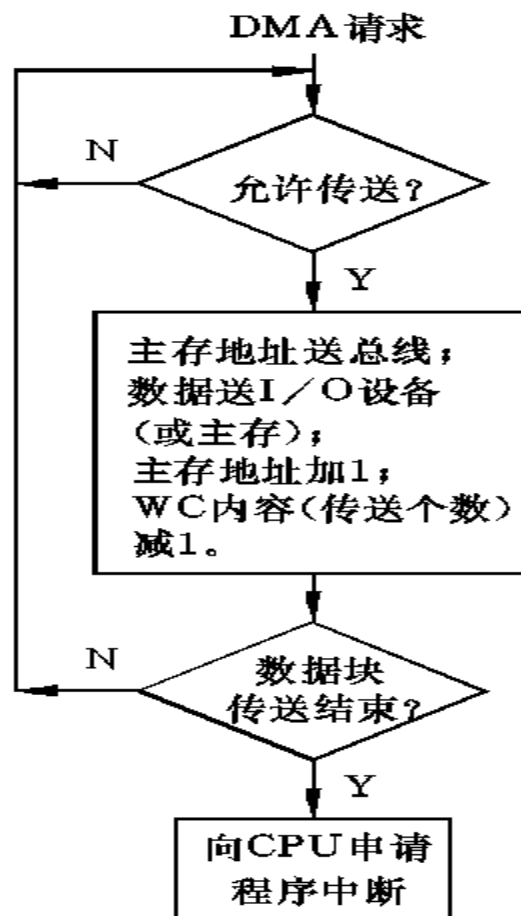 DMA请求
N
允许传送?
Y
主存地址送总线;
数据送I/O设备
(或主存);
主存地址加1;
WC内容(传送个数)
减1。
N
数据块
传送结束?
Y
向CPU申请
程序中断